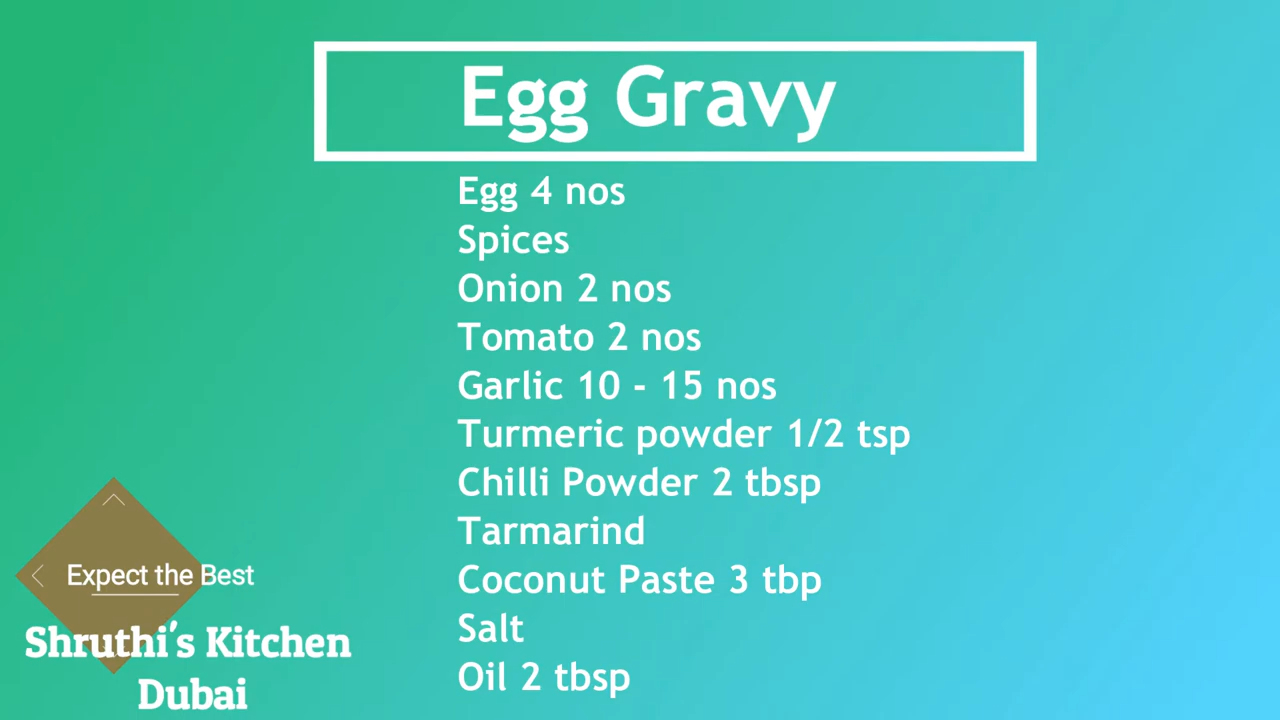 Egg Gravy
Egg 4 nos
Spices
Onion 2 nos
Tomato 2 nos
Garlic 10 - 15 nos
Turmeric powder 1/2 tsp
Chilli Powder 2 tbsp
Tarmarind
Coconut Paste 3 tbp
Salt
Oil 2 tbsp
Expect the Best
Shruthi's Kitchen
Dubai